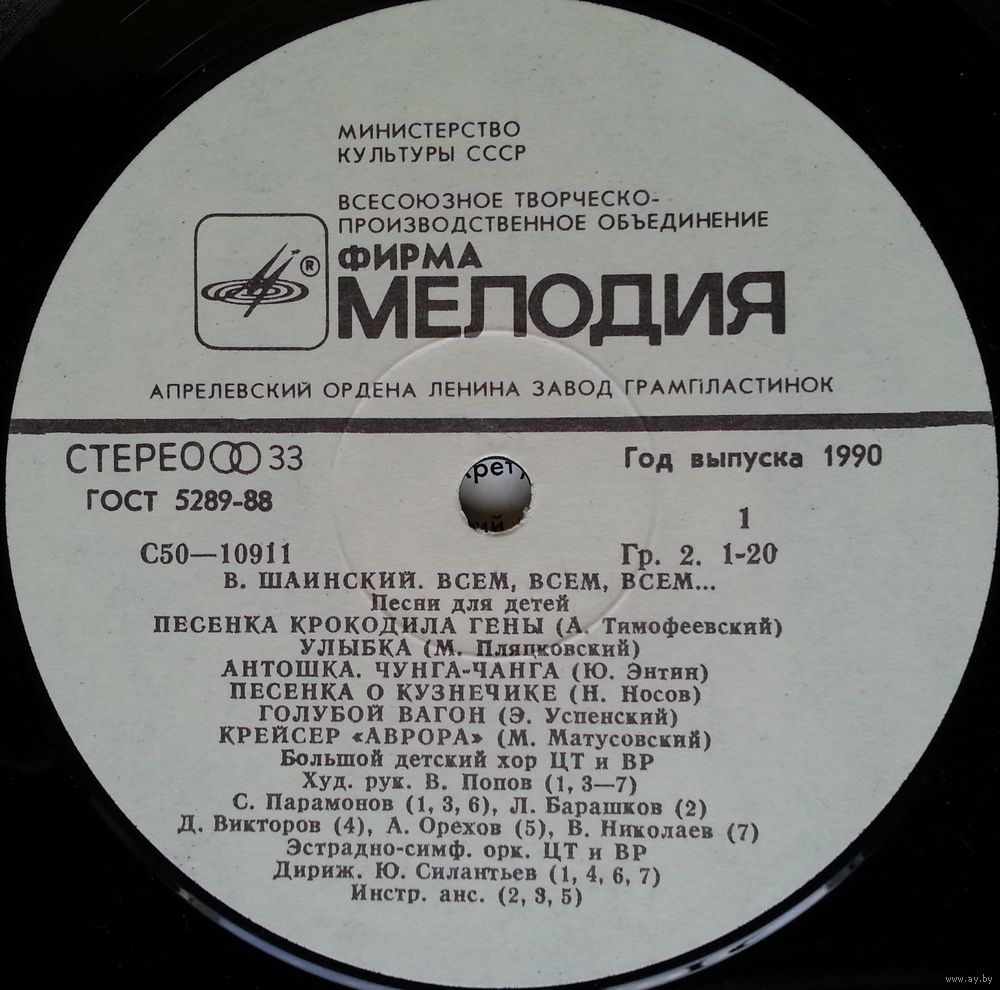 МИНИСТЕРСТВО
КУЛЬТУРЫ СССР
ВСЕСОЮЗНОЕ ТВОРЧЕСКО-
ПРОИЗВОДСТВЕННОЕ ОБЪЕДИНЕНИЕ
ФИРМА
®
МЕЛОДИЯ
АПРЕЛЕВСКИЙ ОРДЕНА ЛЕНИНА ЗАВОД ГРАМПЛАСТИНОК
СТЕРЕО 33
Год выпуска 1990
ГОСТ 5289-88
1
С50—10911
Гр. 2. 1-20
В. ШАИНСКИЙ. ВСЕМ, ВСЕМ, ВСЕМ...
Песни для детей
ПЕСЕНКА КРОКОДИЛА ГЕНЫ (А. Тимофеевский)
УЛЫБКА (М. Пляцковский)
АНТОШКА. ЧУНГА-ЧАНГА (Ю. Энтин)
ПЕСЕНКА О КУЗНЕЧИКЕ (Н. Носов)
ГОЛУБОЙ ВАГОН (Э. Успенский)
КРЕЙСЕР «АВРОРА» (М. Матусовский)
Большой детский хор ЦТ и ВР
Худ. рук. В. Попов (1, 3—7)
С. Парамонов (1, 3, 6), Л. Барашков (2)
Д. Викторов (4), А. Орехов (5), В. Николаев (7)
Эстрадно-симф. орк. ЦТ и ВР
Дириж. Ю. Силантьев (1, 4, 6, 7)
Инстр. анс. (2, 3, 5)
www.ay.by